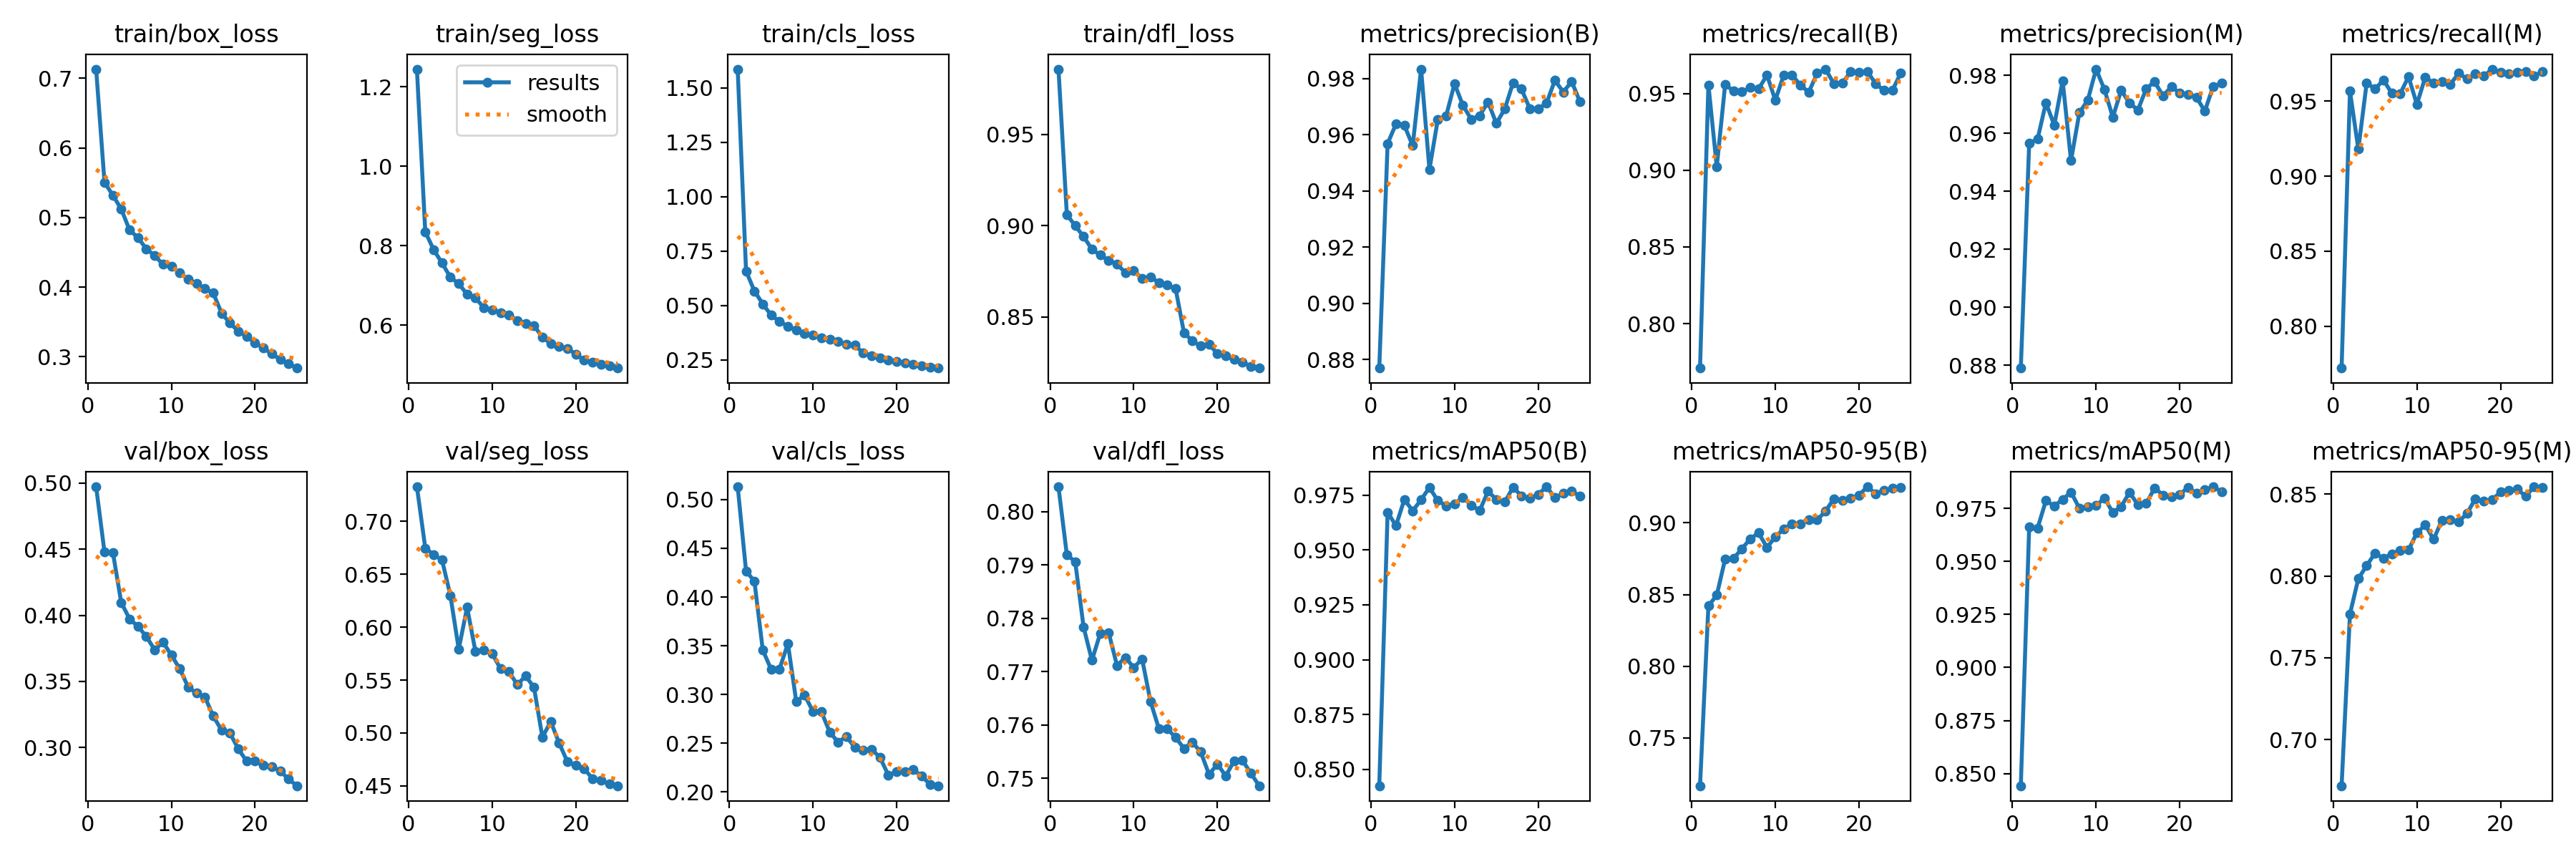 train/box_loss
0.7
0.6
0.5
0.4
0.3
0 10 20
train/seg_loss
results
smooth
1.2
1.0
0.8
0.6
0 10 20
train/cls_loss
1.50
1.25
1.00
0.75
0.50
0.25
0 10 20
train/dfl_loss
0.95
0.90
0.85
0 10 20
metrics/precision(B)
0.98
0.96
0.94
0.92
0.90
0.88
0 10 20
metrics/recall(B)
0.95
0.90
0.85
0.80
0 10 20
metrics/precision(M)
0.98
0.96
0.94
0.92
0.90
0.88
0 10 20
metrics/recall(M)
0.95
0.90
0.85
0.80
0 10 20
val/box_loss
0.50
0.45
0.40
0.35
0.30
0 10 20
val/seg_loss
0.70
0.65
0.60
0.55
0.50
0.45
0 10 20
val/cls_loss
0.50
0.45
0.40
0.35
0.30
0.25
0.20
0 10 20
val/dfl_loss
0.80
0.79
0.78
0.77
0.76
0.75
0 10 20
metrics/mAP50(B)
0.975
0.950
0.925
0.900
0.875
0.850
0 10 20
metrics/mAP50-95(B)
0.90
0.85
0.80
0.75
0 10 20
metrics/mAP50(M)
0.975
0.950
0.925
0.900
0.875
0.850
0 10 20
metrics/mAP50-95(M)
0.85
0.80
0.75
0.70
0 10 20